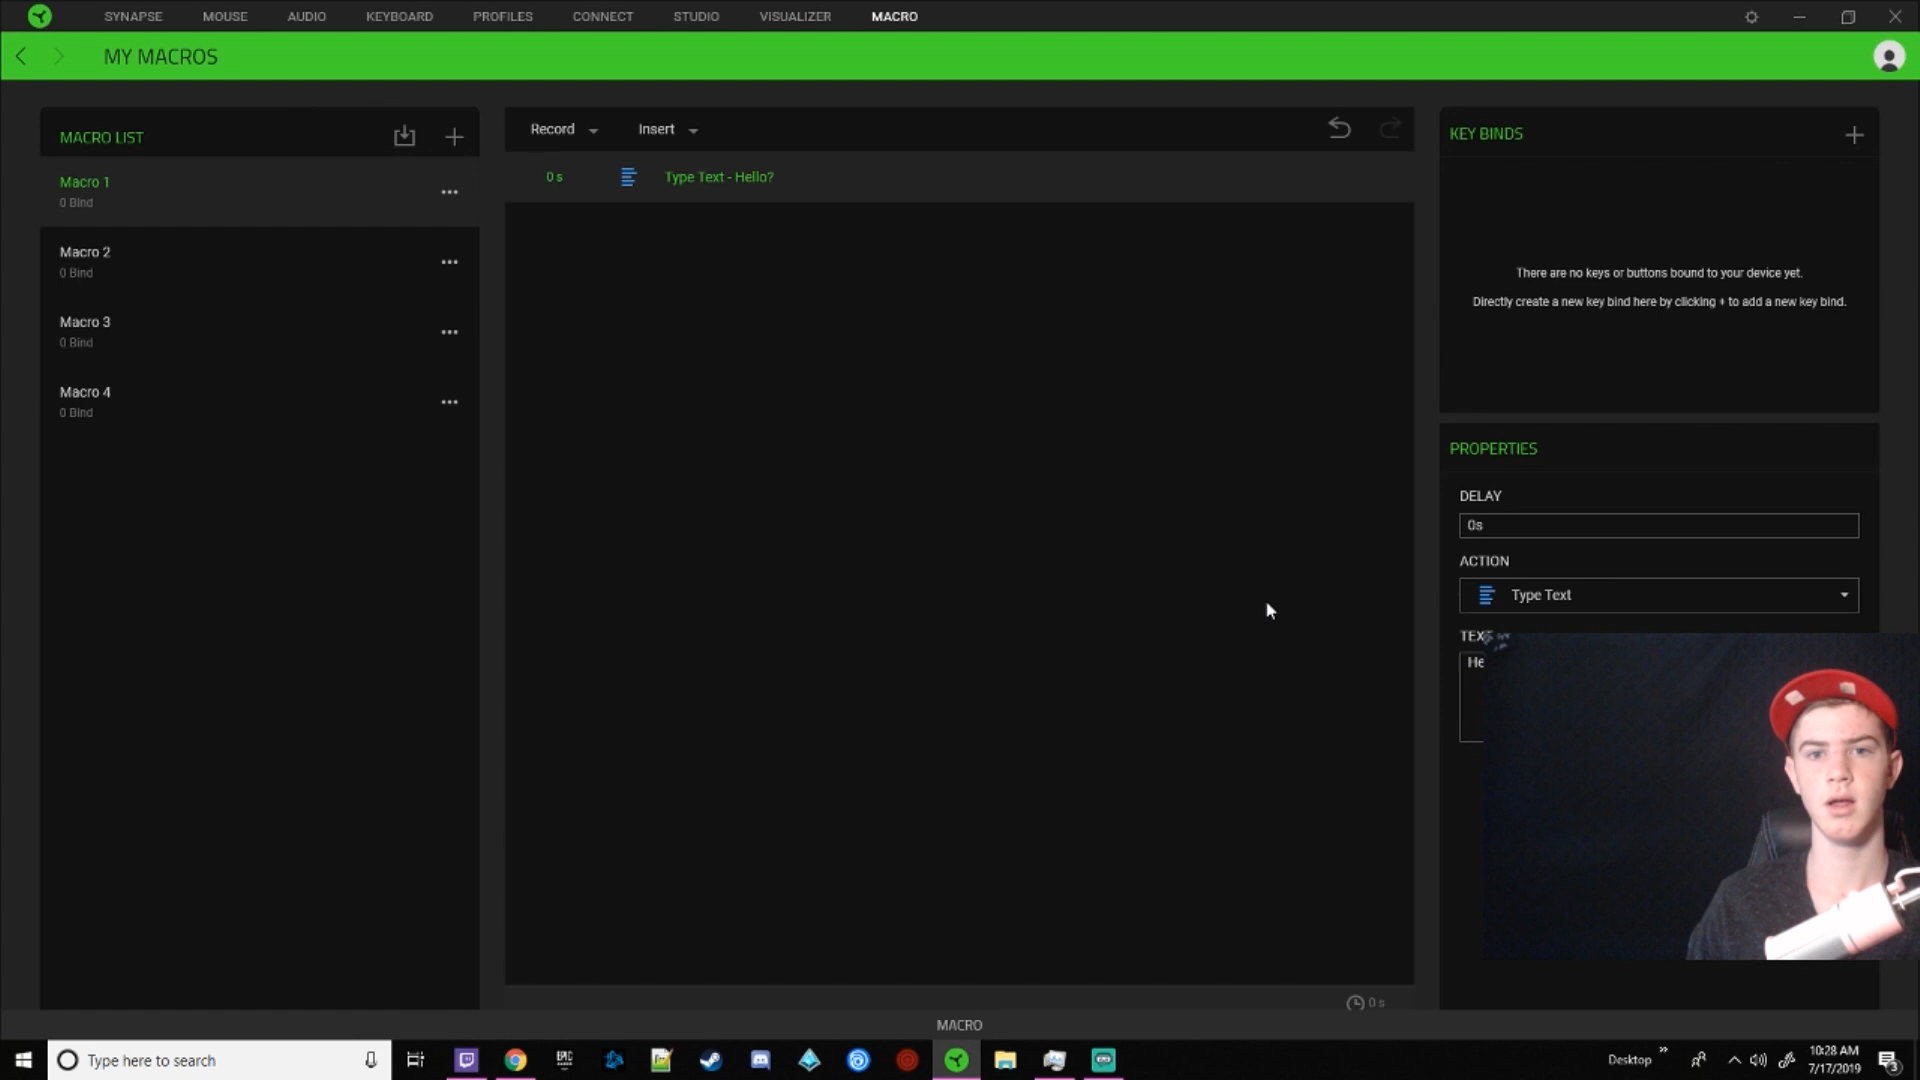 SYNAPSE MOUSE AUDIO KEYBOARD PROFILES CONNECT STUDIO VISUALIZER MACRO
MY MACROS
MACRO LIST
Macro 1
0 Bind
Macro 2
0 Bind
Macro 3
0 Bind
Macro 4
0 Bind
Record Insert
0 s Type Text - Hello?
0 s
KEY BINDS
There are no keys or buttons bound to your device yet.
Directly create a new key bind here by clicking + to add a new key bind.
PROPERTIES
DELAY
0s
ACTION
Type Text
TEXT
He
MACRO
Type here to search
EPIC
Desktop
10:28 AM
7/17/2019
3